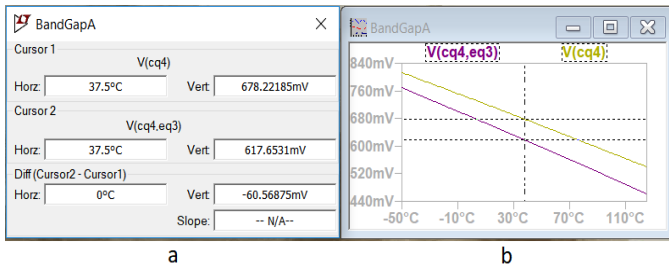 BandGapA
Cursor 1
V(cq4)
Horz: 37.5ºC Vert: 678.22185mV
Cursor 2
V(cq4,eq3)
Horz: 37.5ºC Vert: 617.6531mV
Diff (Cursor2 - Cursor1)
Horz: 0ºC Vert: -60.56875mV
Slope: -- N/A--
a
BandGapA
V(cq4,eq3) V(cq4)
840mV
760mV
680mV
600mV
520mV
440mV
-50°C -10°C 30°C 70°C 110°C
b